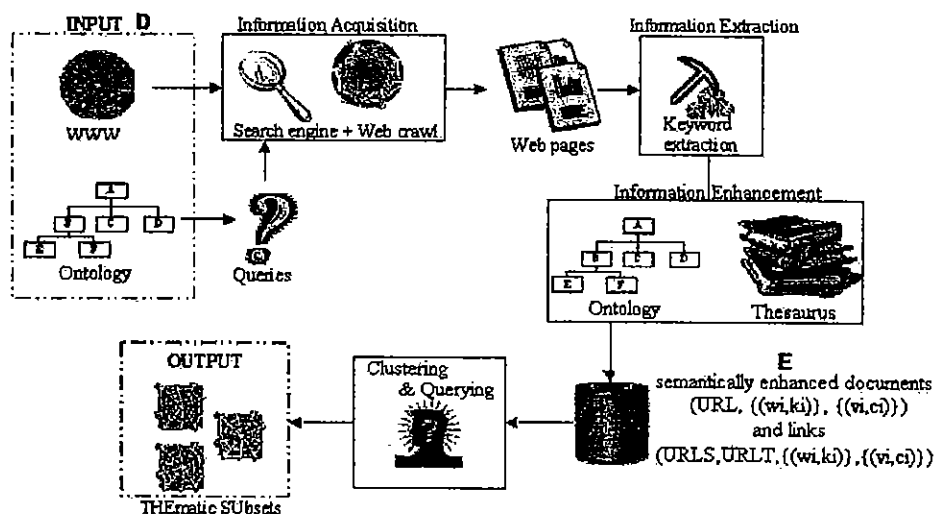 INPUT D
WWW
A
B C D
E F
Ontology
Information Acquisition
Search engine + Web crawl
Queries
Web pages
Information Extraction
Keyword
extraction
Information Enhancement
A
B C D
E F
Ontology
Thesaurus
E
semantically enhanced documents
(URL, {(wi,ki)}, {(vi,ci)})
and links
(URLS,URLT,{(wi,ki)},{(vi,ci)})
Clustering
& Querying
OUTPUT
THEmatic SUbsets